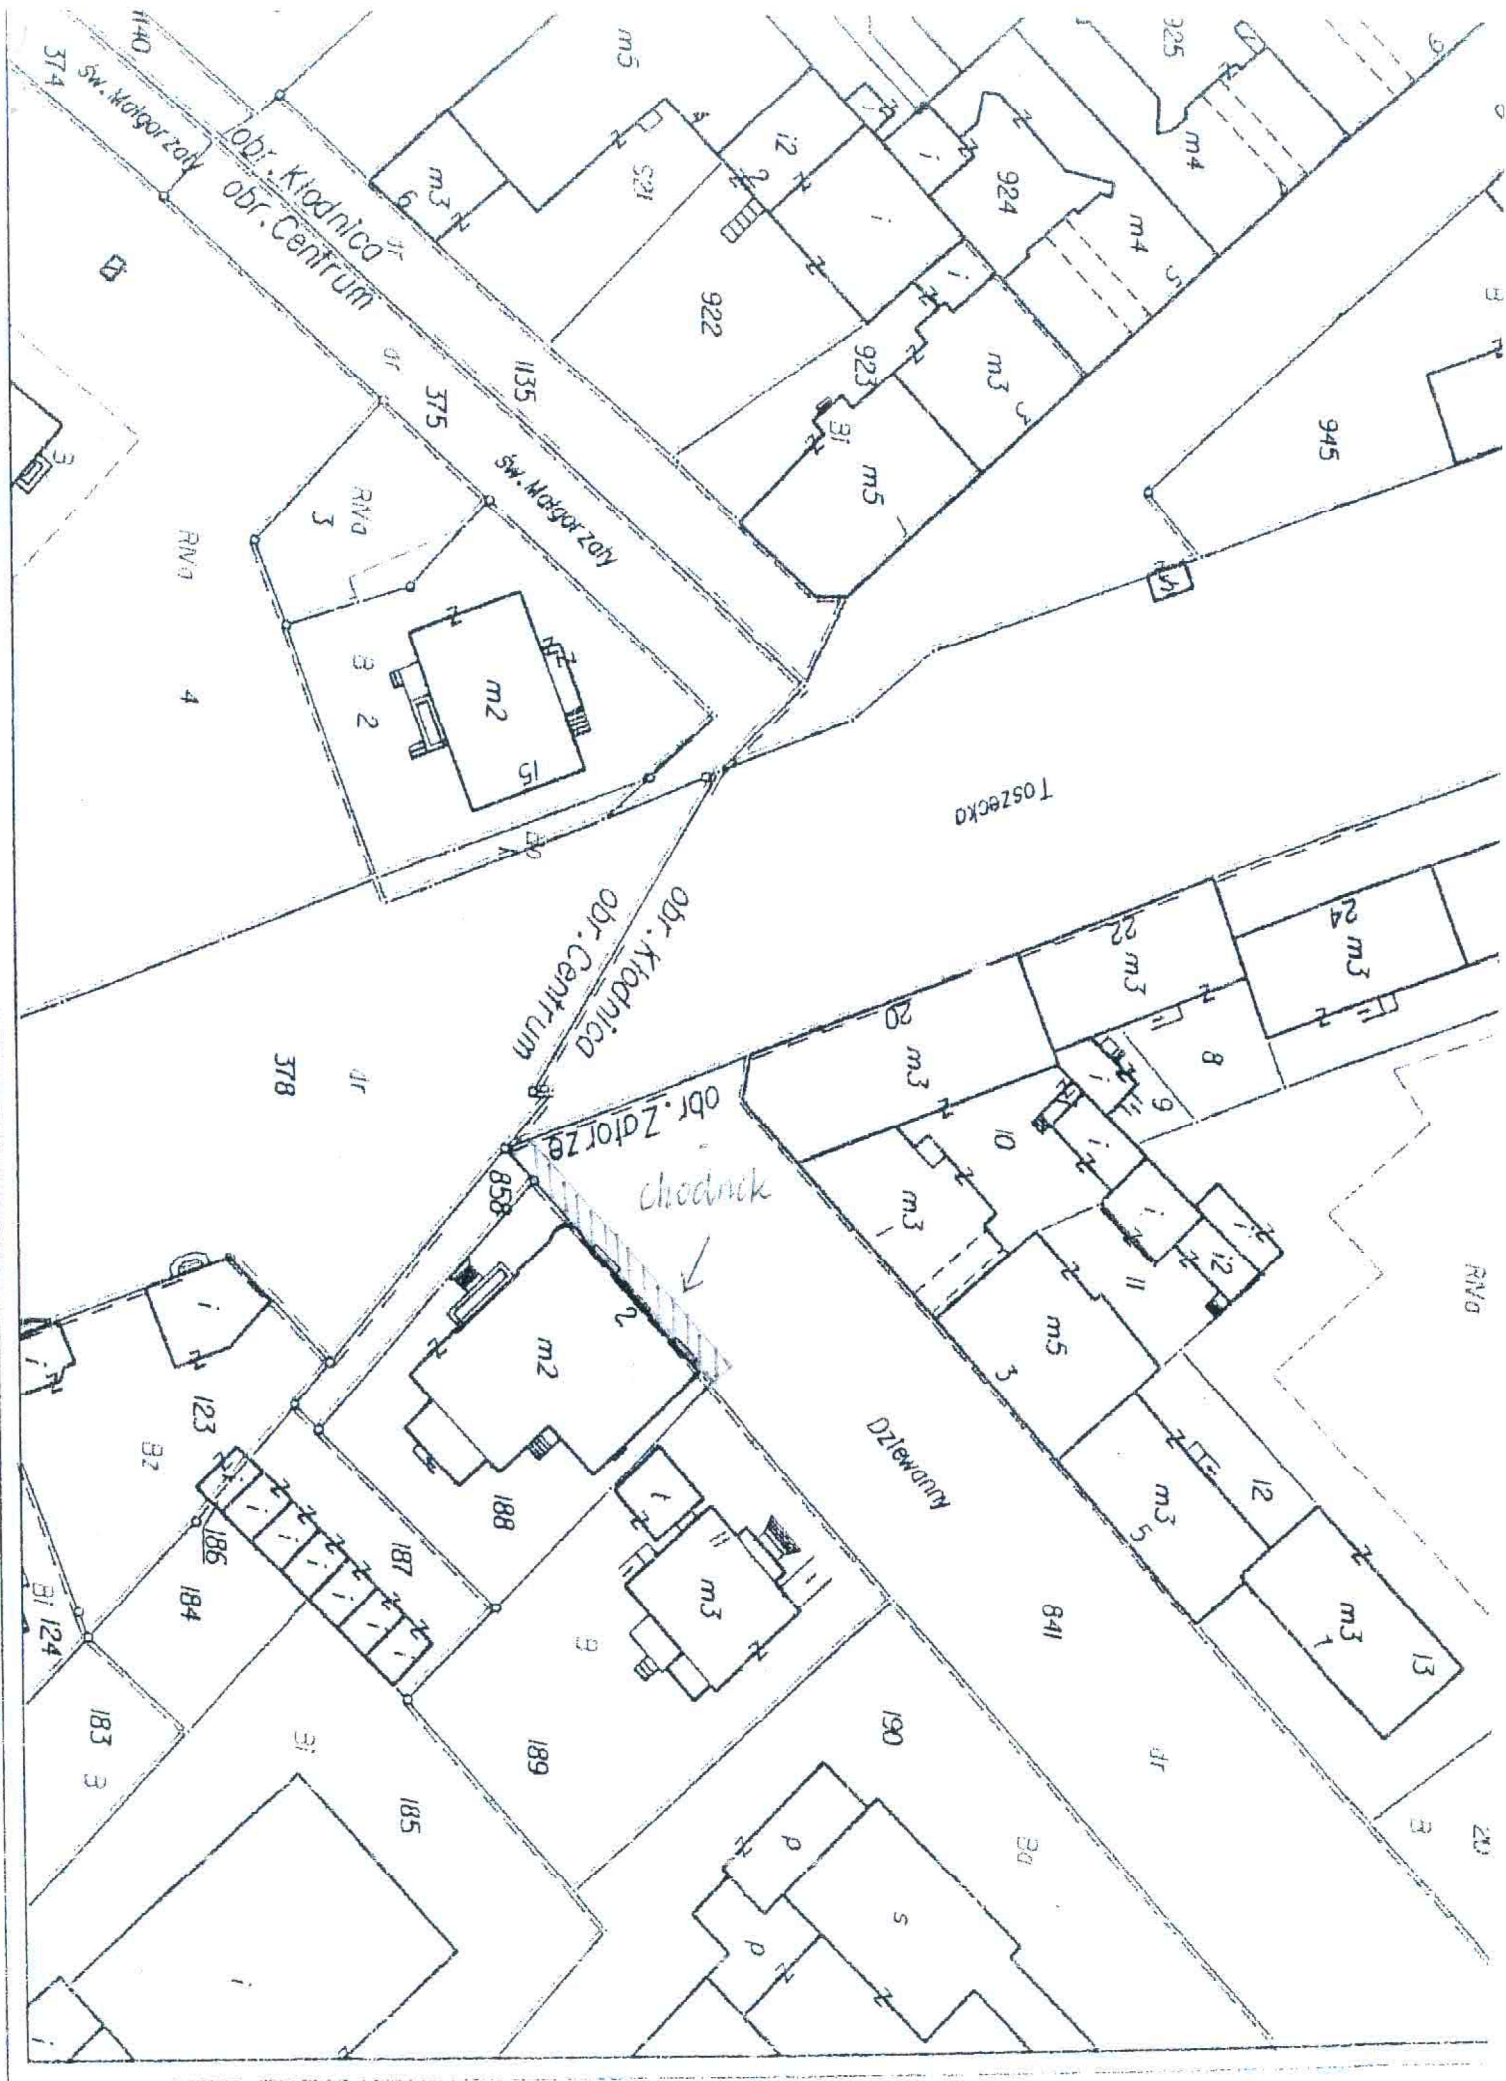 1140
374
św. Małgorzaty
obr. Kłodnica
obr. Centrum
dr
m3
6
m5
921
i2
2
i
i
i
924
925
m4
m4
5
922
923
i
m3
3
Bi
m5
945
B
1135
dr
375
św. Małgorzaty
RIVa
3
3
RIVa
4
B
2
m2
15
Toszecka
obr. Kłodnica
obr. Centrum
378
dr
obr. Zatorze
858
chodnik
m2
2
20
m3
22
m3
24
m3
8
9
i
10
i
i
i2
i
11
m3
1
m5
3
12
m3
5
m3
13
RIVa
Dziewanny
841
dr
20
B
i
i
123
Bz
186
184
187
188
i
i
i
i
i
i
Bi 124
183
B
185
Bi
i
i
t
m3
11
B
189
190
Ba
p
p
s